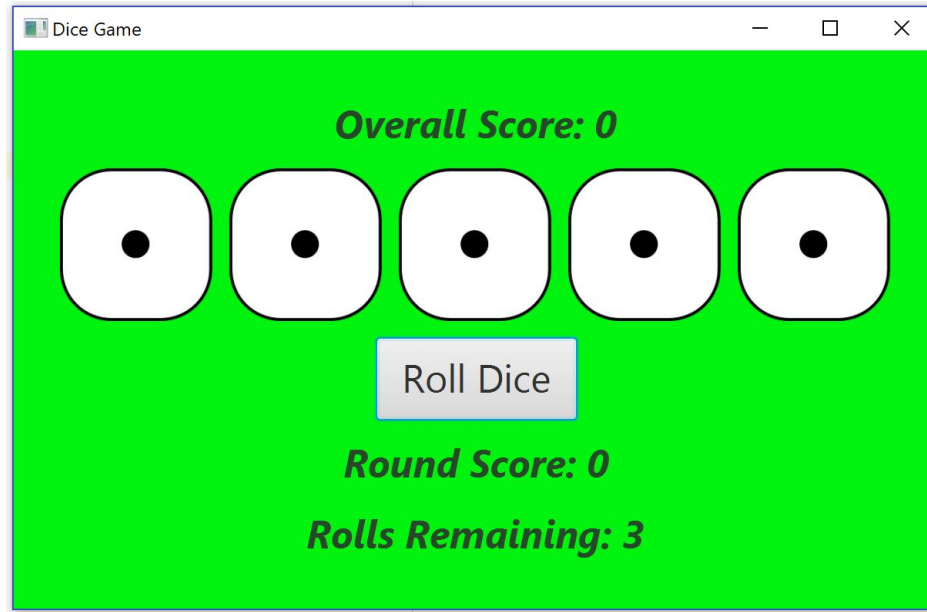 Dice Game
Overall Score: 0
Roll Dice
Round Score: 0
Rolls Remaining: 3